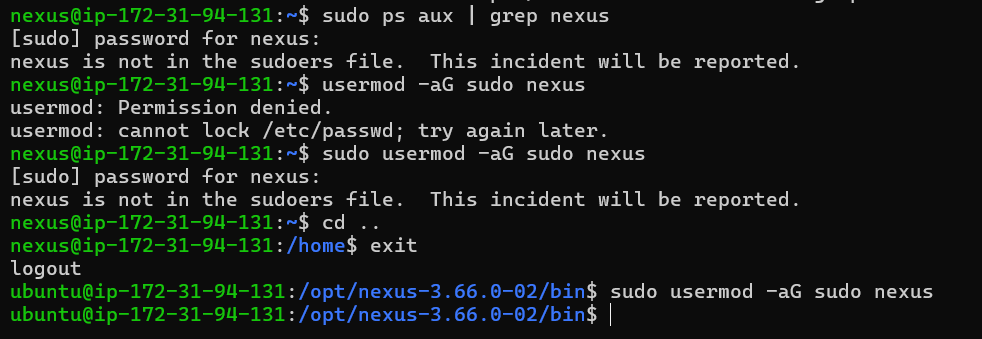 nexus@ip-172-31-94-131:~$ sudo ps aux | grep nexus
[sudo] password for nexus:
nexus is not in the sudoers file.  This incident will be reported.
nexus@ip-172-31-94-131:~$ usermod -aG sudo nexus
usermod: Permission denied.
usermod: cannot lock /etc/passwd; try again later.
nexus@ip-172-31-94-131:~$ sudo usermod -aG sudo nexus
[sudo] password for nexus:
nexus is not in the sudoers file.  This incident will be reported.
nexus@ip-172-31-94-131:~$ cd ..
nexus@ip-172-31-94-131:/home$ exit
logout
ubuntu@ip-172-31-94-131:/opt/nexus-3.66.0-02/bin$ sudo usermod -aG sudo nexus
ubuntu@ip-172-31-94-131:/opt/nexus-3.66.0-02/bin$